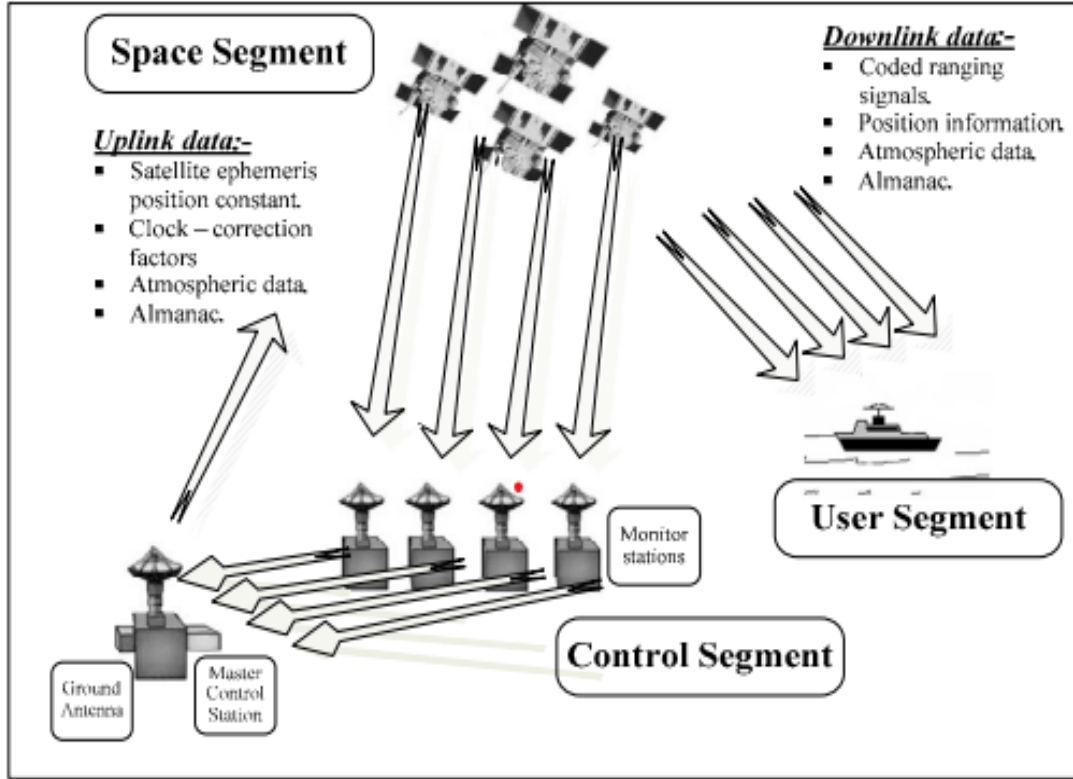 Space Segment
Uplink data:-
▪ Satellite ephemeris
position constant.
▪ Clock – correction
factors
▪ Atmospheric data,
▪ Almanac.
Downlink data:-
▪ Coded ranging
signals.
▪ Position information.
▪ Atmospheric data,
▪ Almanac.
User Segment
Monitor
stations
Control Segment
Ground
Antenna
Master
Control
Station